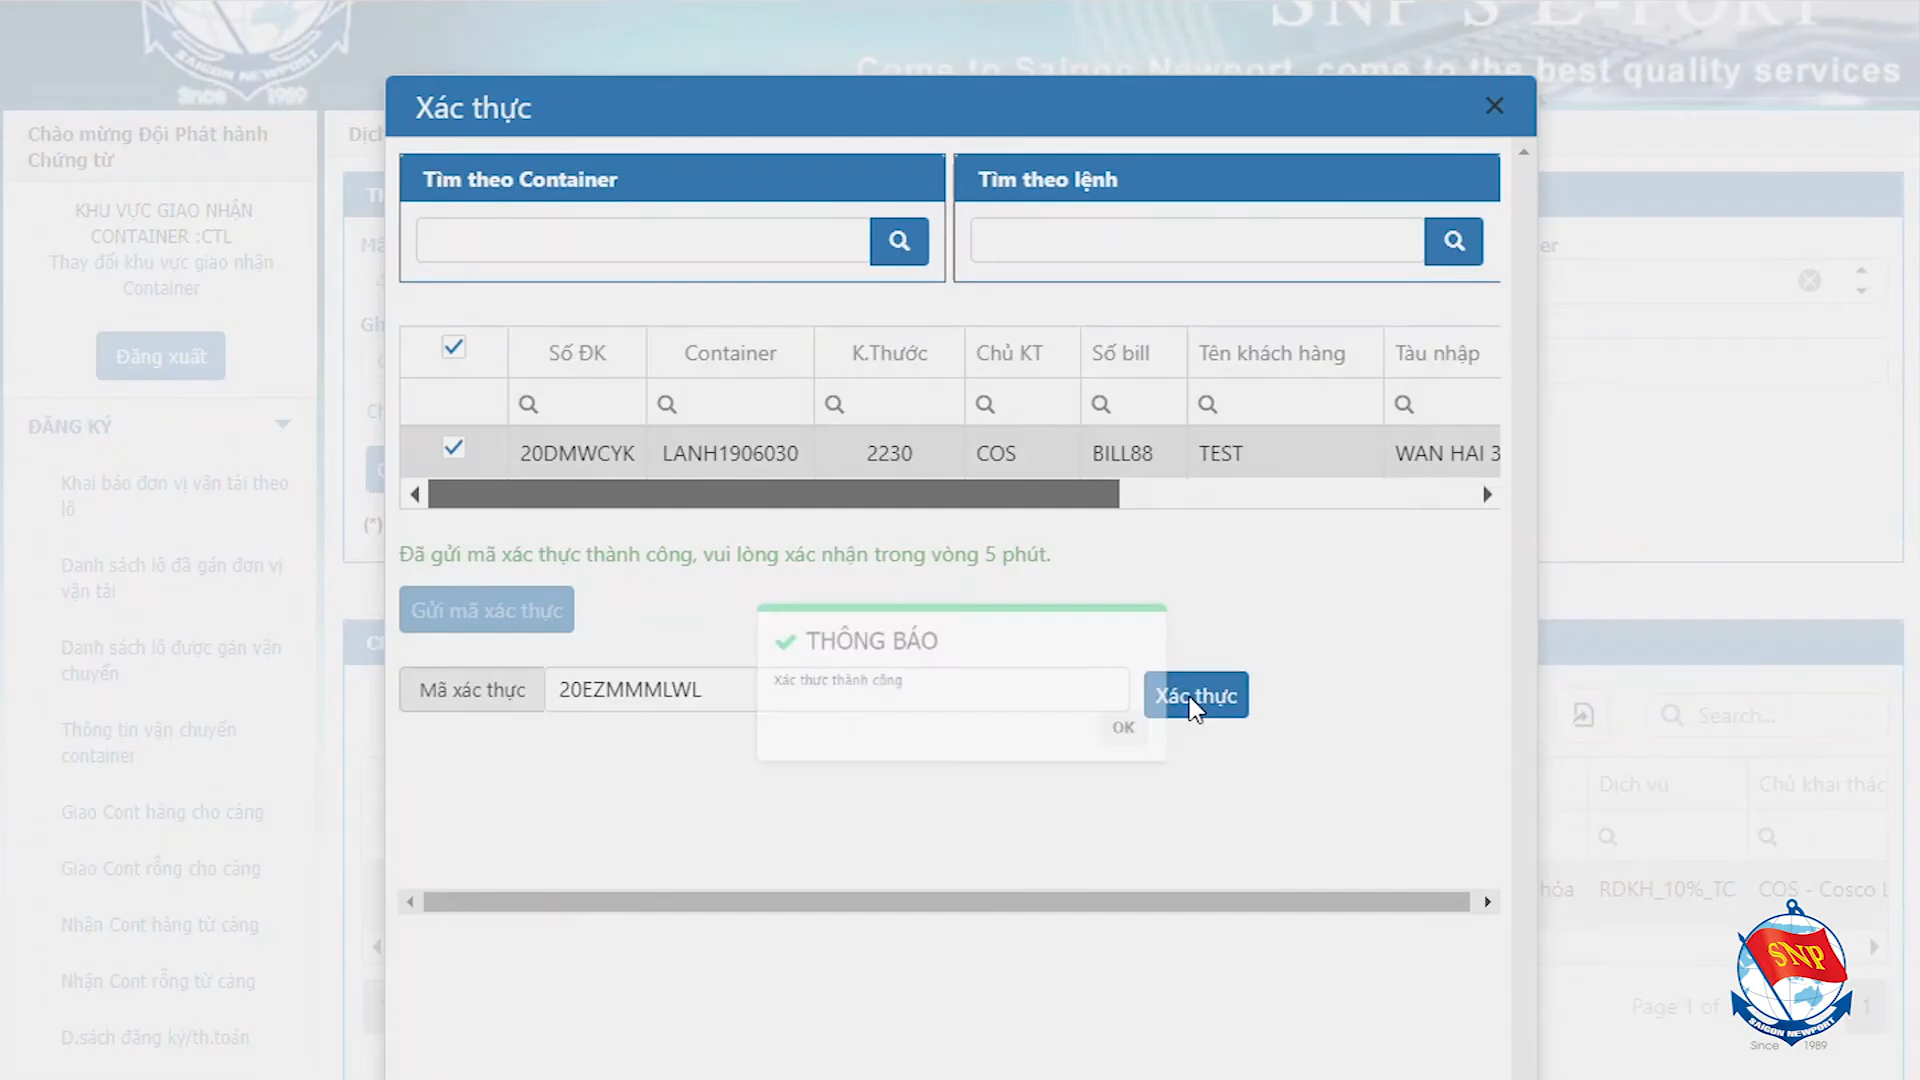 SNP'S E-PORT
Come to Saigon Newport, come to the best quality services
SAIGON NEWPORT
Since 1989
Chào mừng Đội Phát hành
Chứng từ
KHU VỰC GIAO NHẬN
CONTAINER :CTL
Thay đổi khu vực giao nhận
Container
Đăng xuất
ĐĂNG KÝ
Khai báo đơn vị vận tải theo
lô
Danh sách lô đã gán đơn vị
vận tải
Danh sách lô được gán vận
chuyển
Thông tin vận chuyển
container
Giao Cont hàng cho cảng
Giao Cont rỗng cho cảng
Nhận Cont hàng từ cảng
Nhận Cont rỗng từ cảng
D.sách đăng ký/th.toán
Xác thực
Tìm theo Container
Tìm theo lệnh
Số ĐK Container K.Thước Chủ KT Số bill Tên khách hàng Tàu nhập
20DMWCYK LANH1906030 2230 COS BILL88 TEST WAN HAI 3
Đã gửi mã xác thực thành công, vui lòng xác nhận trong vòng 5 phút.
Gửi mã xác thực
THÔNG BÁO
Xác thực thành công
OK
Mã xác thực 20EZMMMLWL Xác thực
(*)
Search...
Dịch vụ Chủ khai thác
RDKH_10%_TC COS - Cosco
Page 1 of 1
SNP
SAIGON NEWPORT
Since 1989